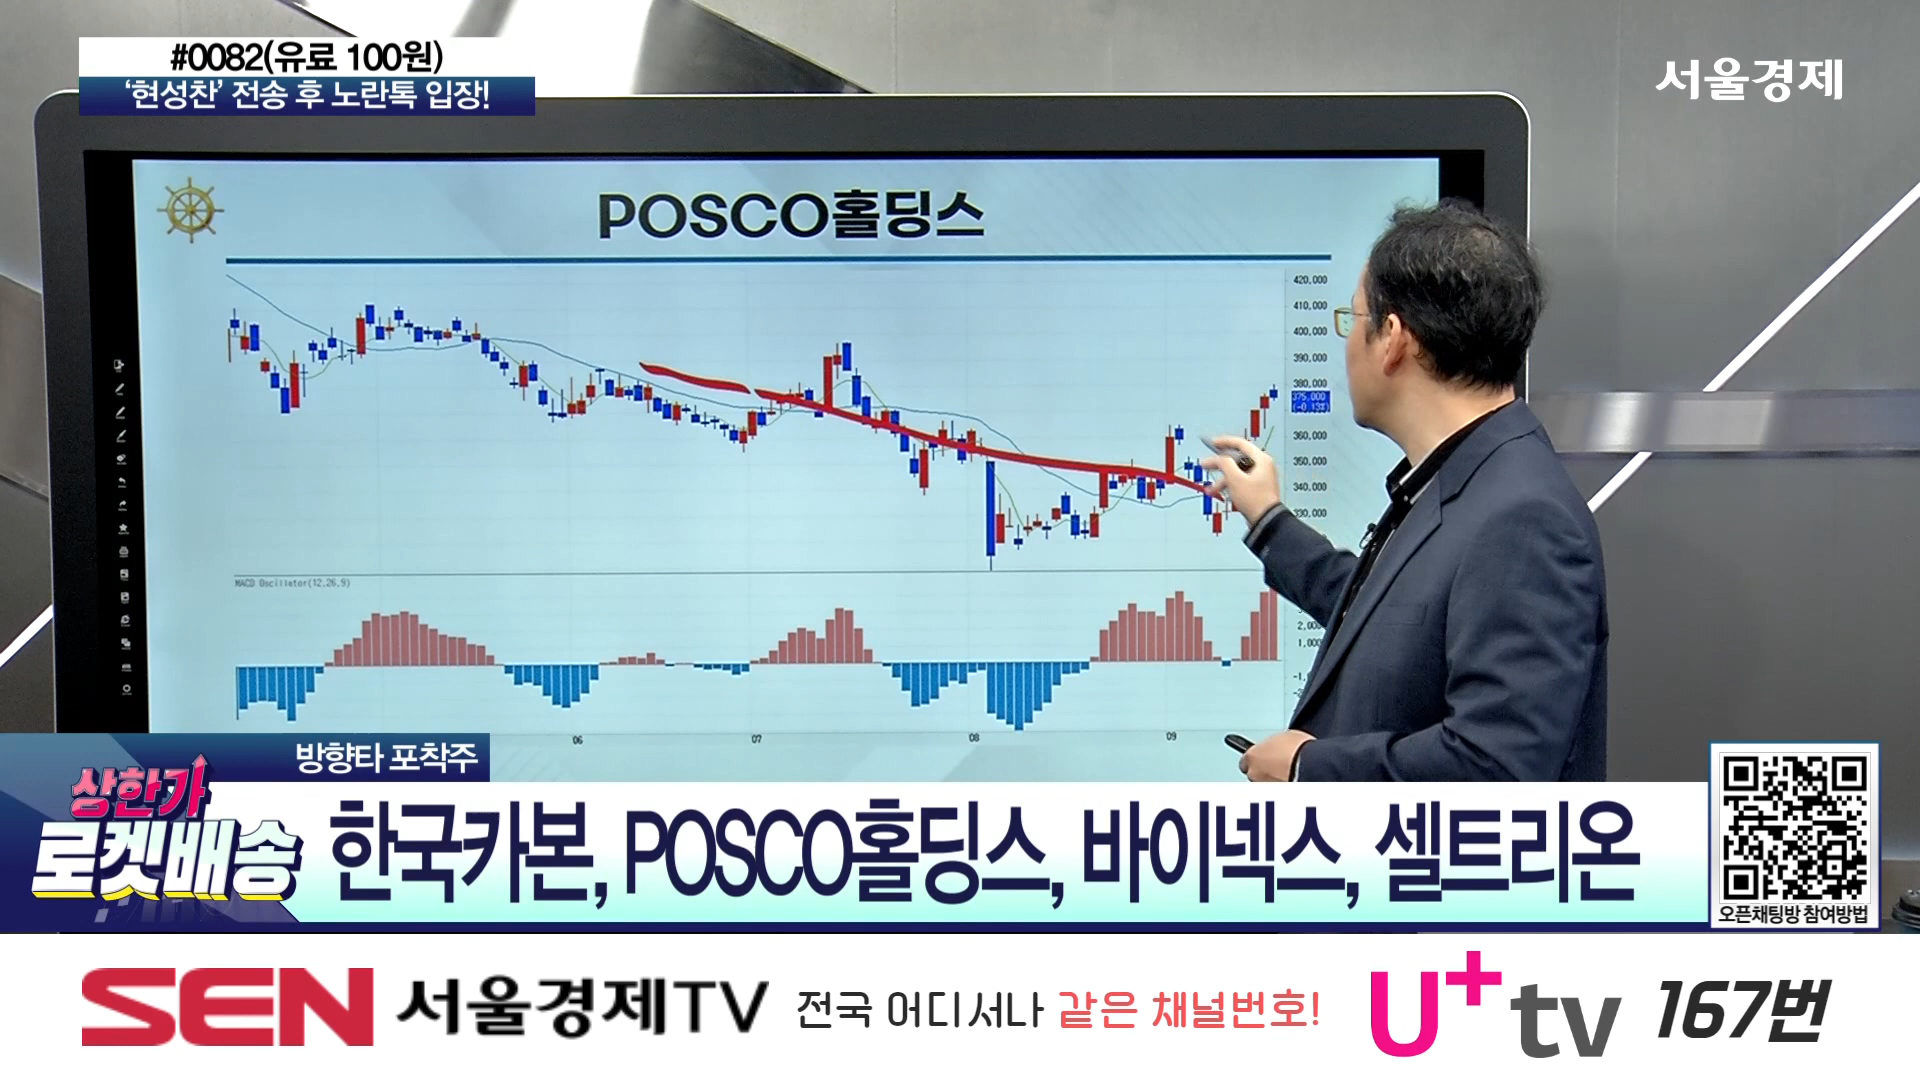 #0082(유료 100원)
‘현성찬’ 전송 후 노란톡 입장!
서울경제
POSCO홀딩스
420,000
410,000
400,000
390,000
380,000
375,000
(-0.13%)
360,000
350,000
340,000
330,000
MACD Oscillator(12,26,9)
06
07
08
09
방향타 포착주
상한가
로켓배송
한국카본, POSCO홀딩스, 바이넥스, 셀트리온
오픈채팅방 참여방법
SEN 서울경제TV 전국 어디서나 같은 채널번호! U+tv 167번